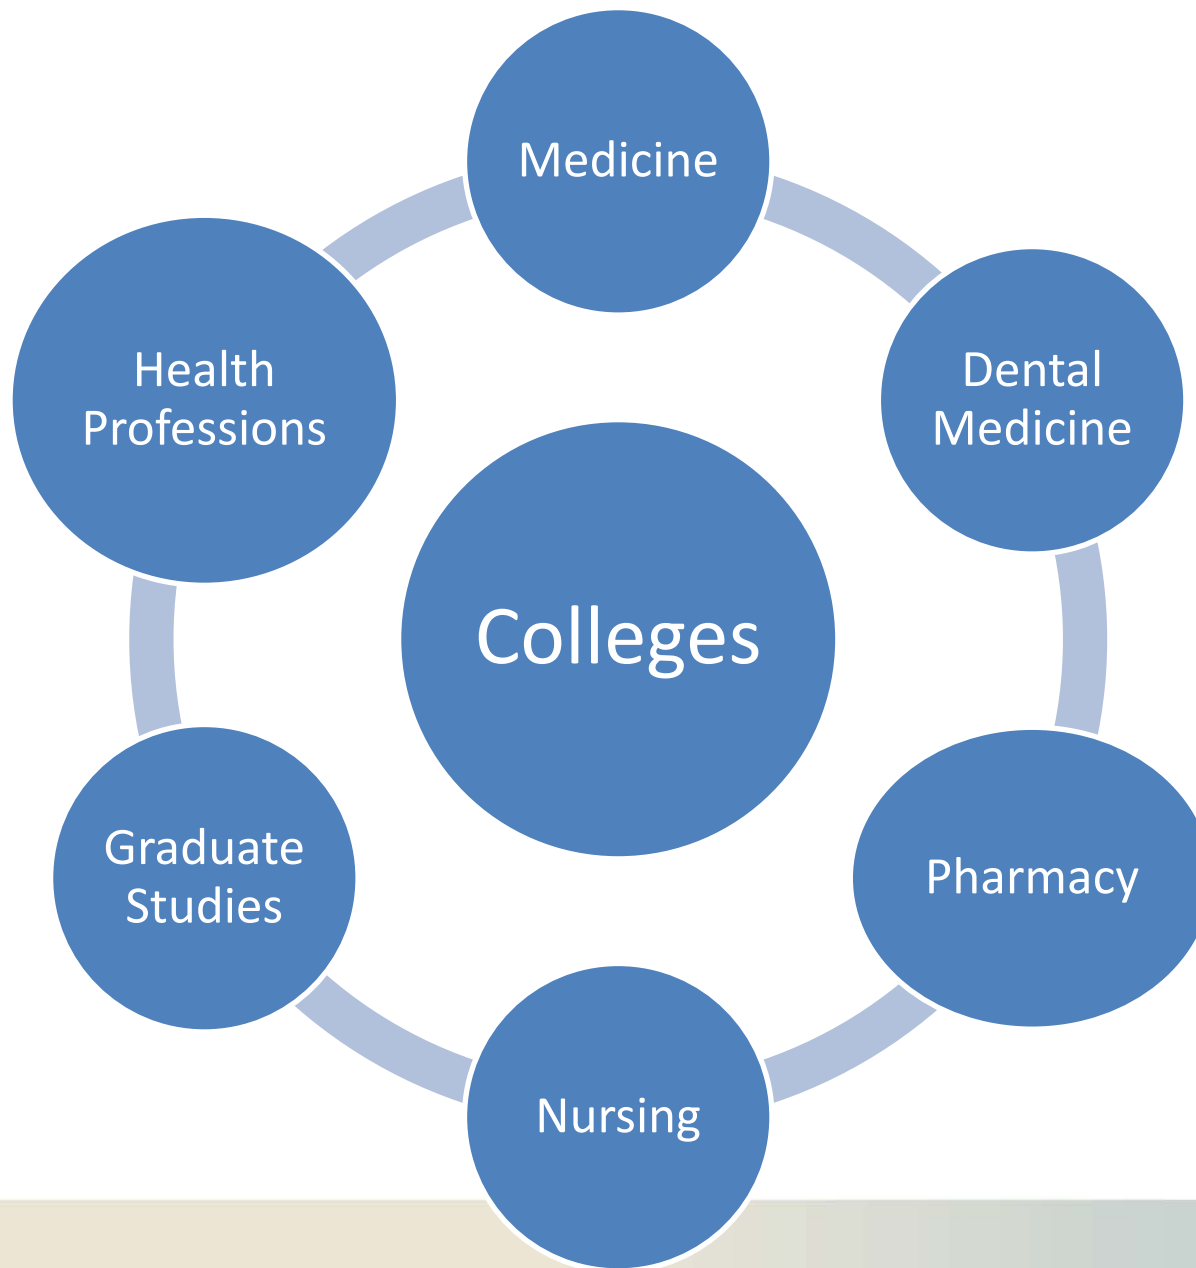 Medicine
Dental
Medicine
Pharmacy
Nursing
Graduate
Studies
Health
Professions
Colleges